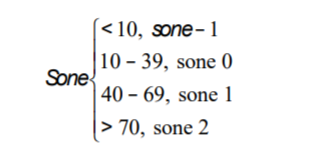 < 10, sone - 1
10 - 39, sone 0
Sone
40 - 69, sone 1
> 70, sone 2